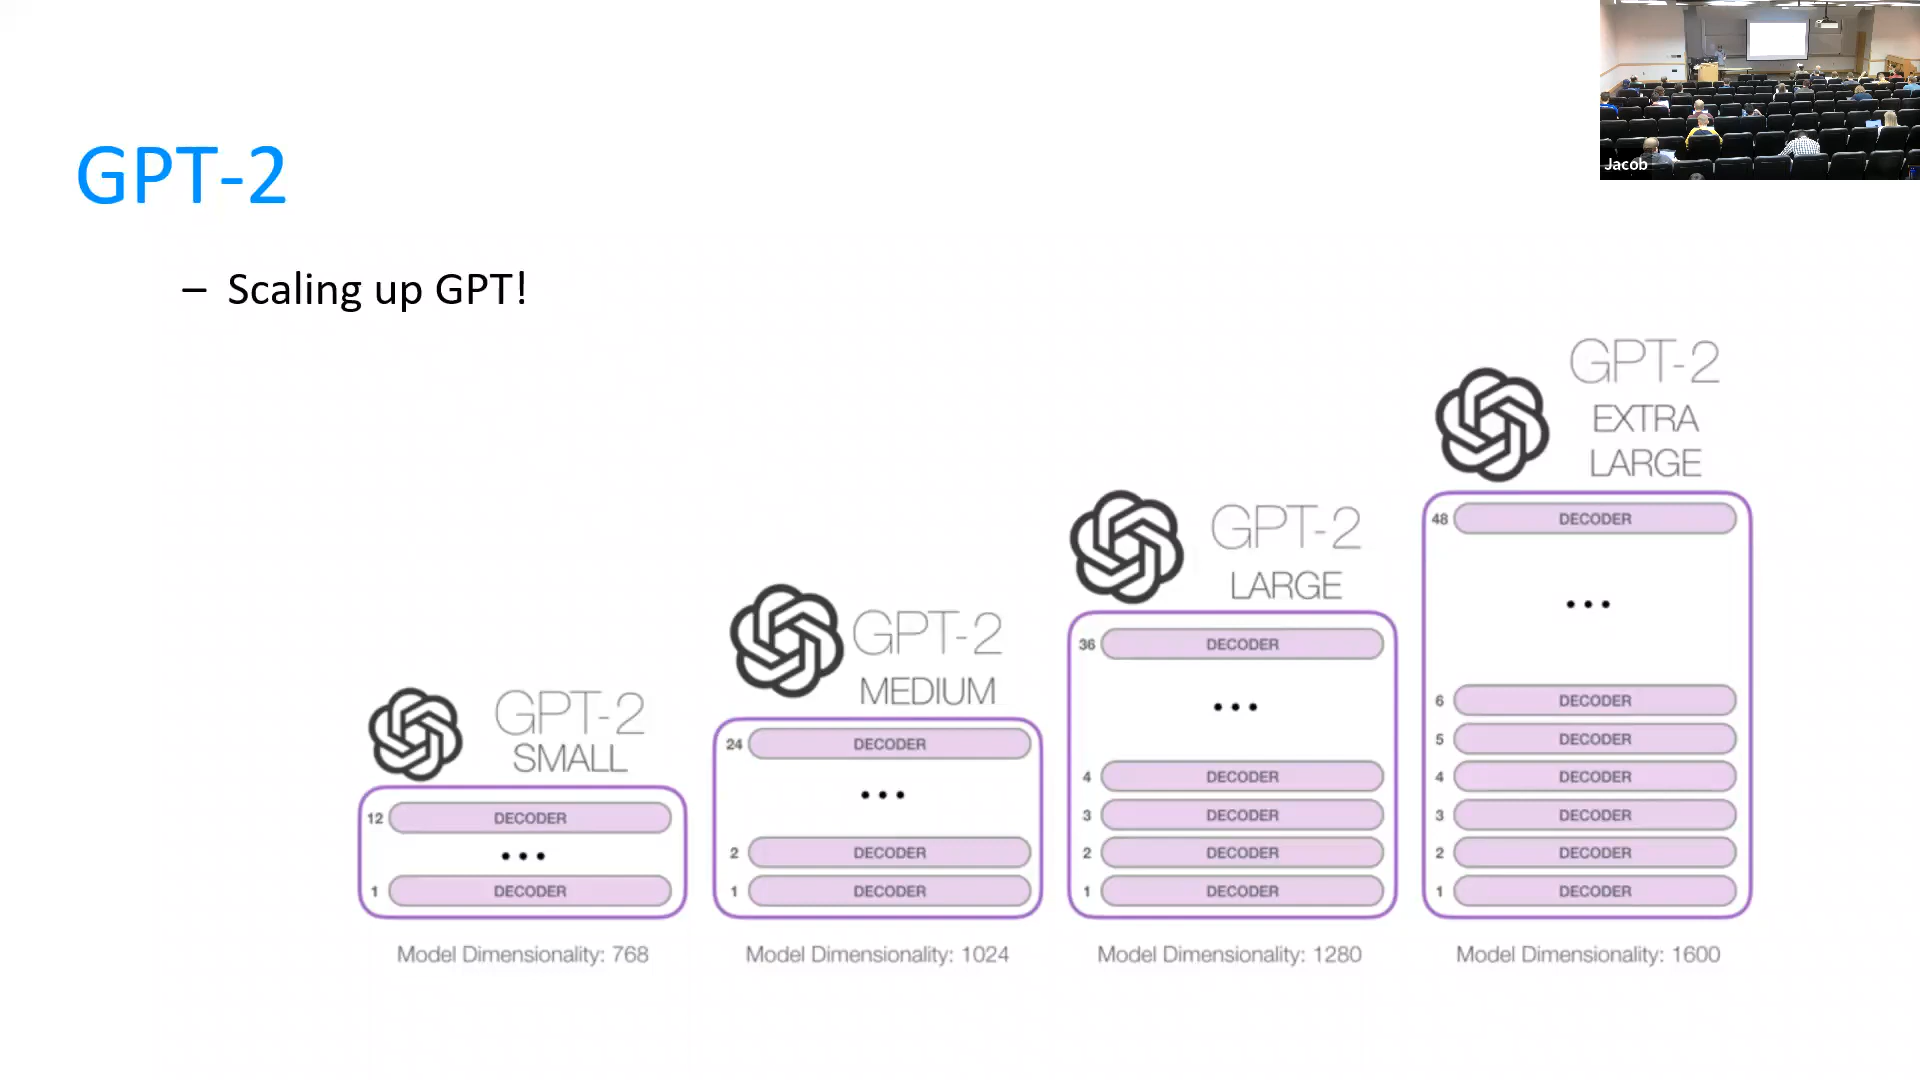 Jacob
GPT-2
– Scaling up GPT!
GPT-2
SMALL
12 DECODER
...
1 DECODER
Model Dimensionality: 768
GPT-2
MEDIUM
24 DECODER
...
2 DECODER
1 DECODER
Model Dimensionality: 1024
GPT-2
LARGE
36 DECODER
...
4 DECODER
3 DECODER
2 DECODER
1 DECODER
Model Dimensionality: 1280
GPT-2
EXTRA
LARGE
48 DECODER
...
6 DECODER
5 DECODER
4 DECODER
3 DECODER
2 DECODER
1 DECODER
Model Dimensionality: 1600